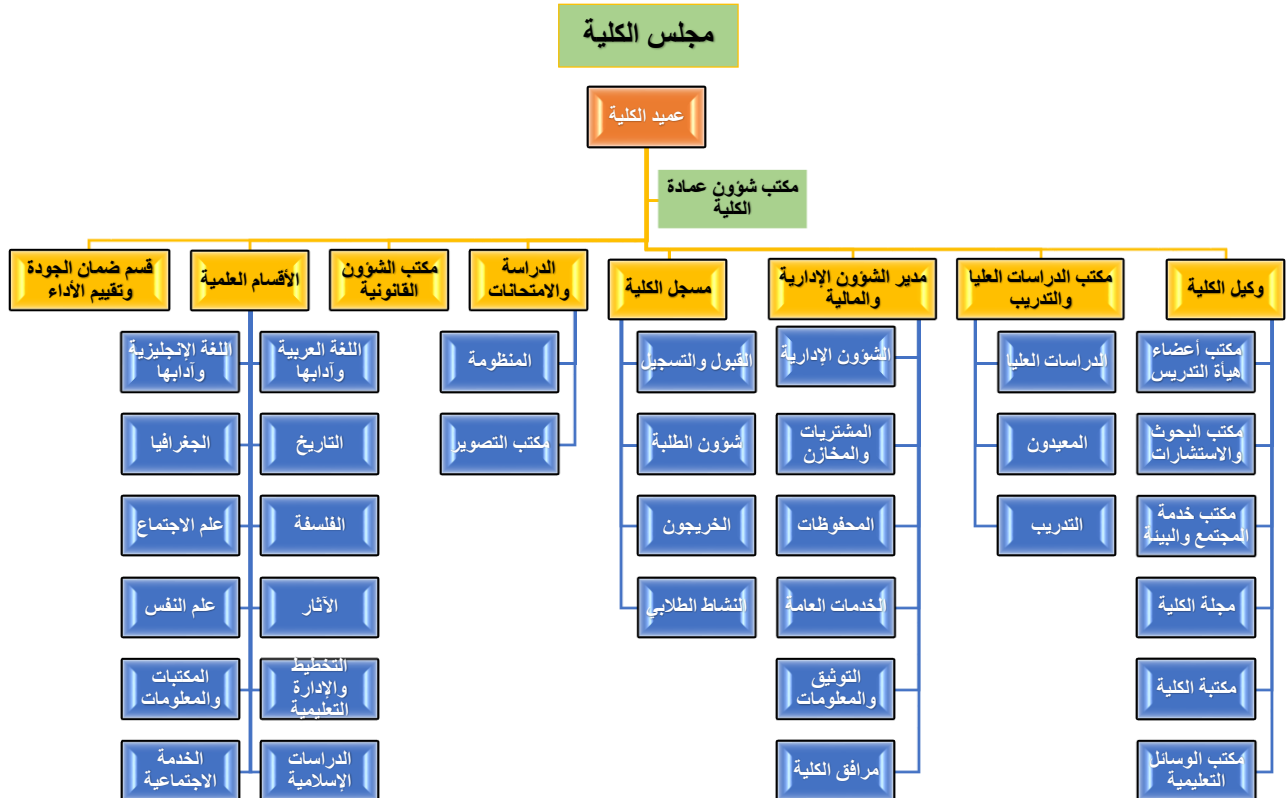 مجلس الكلية
عميد الكلية
مكتب شؤون عمادة
الكلية
وكيل الكلية
مكتب الدراسات العليا
والتدريب
مدير الشؤون الإدارية
والمالية
مسجل الكلية
الدراسة
والامتحانات
مكتب الشؤون
القانونية
الأقسام العلمية
قسم ضمان الجودة
وتقييم الأداء
مكتب أعضاء
هيأة التدريس
مكتب البحوث
والاستشارات
مكتب خدمة
المجتمع والبيئة
مجلة الكلية
مكتبة الكلية
مكتب الوسائل
التعليمية
الدراسات العليا
المعيدون
التدريب
الشؤون الإدارية
المشتريات
والمخازن
المحفوظات
الخدمات العامة
التوثيق
والمعلومات
مرافق الكلية
القبول والتسجيل
شؤون الطلبة
الخريجون
النشاط الطلابي
المنظومة
مكتب التصوير
اللغة العربية
وآدابها
اللغة الإنجليزية
وآدابها
التاريخ
الجغرافيا
الفلسفة
علم الاجتماع
الآثار
علم النفس
التخطيط
والإدارة
التعليمية
المكتبات
والمعلومات
الدراسات
الإسلامية
الخدمة
الاجتماعية